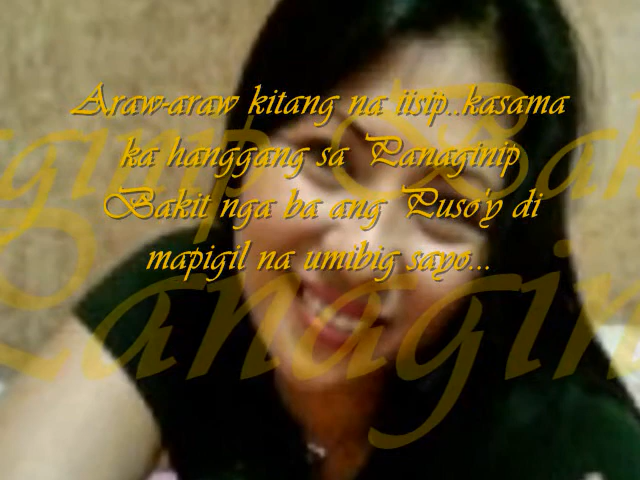 Araw-araw kitang na iisip..kasama
ka hanggang sa Panaginip
Bakit nga ba ang Puso'y di
mapigil na umibig sayo...